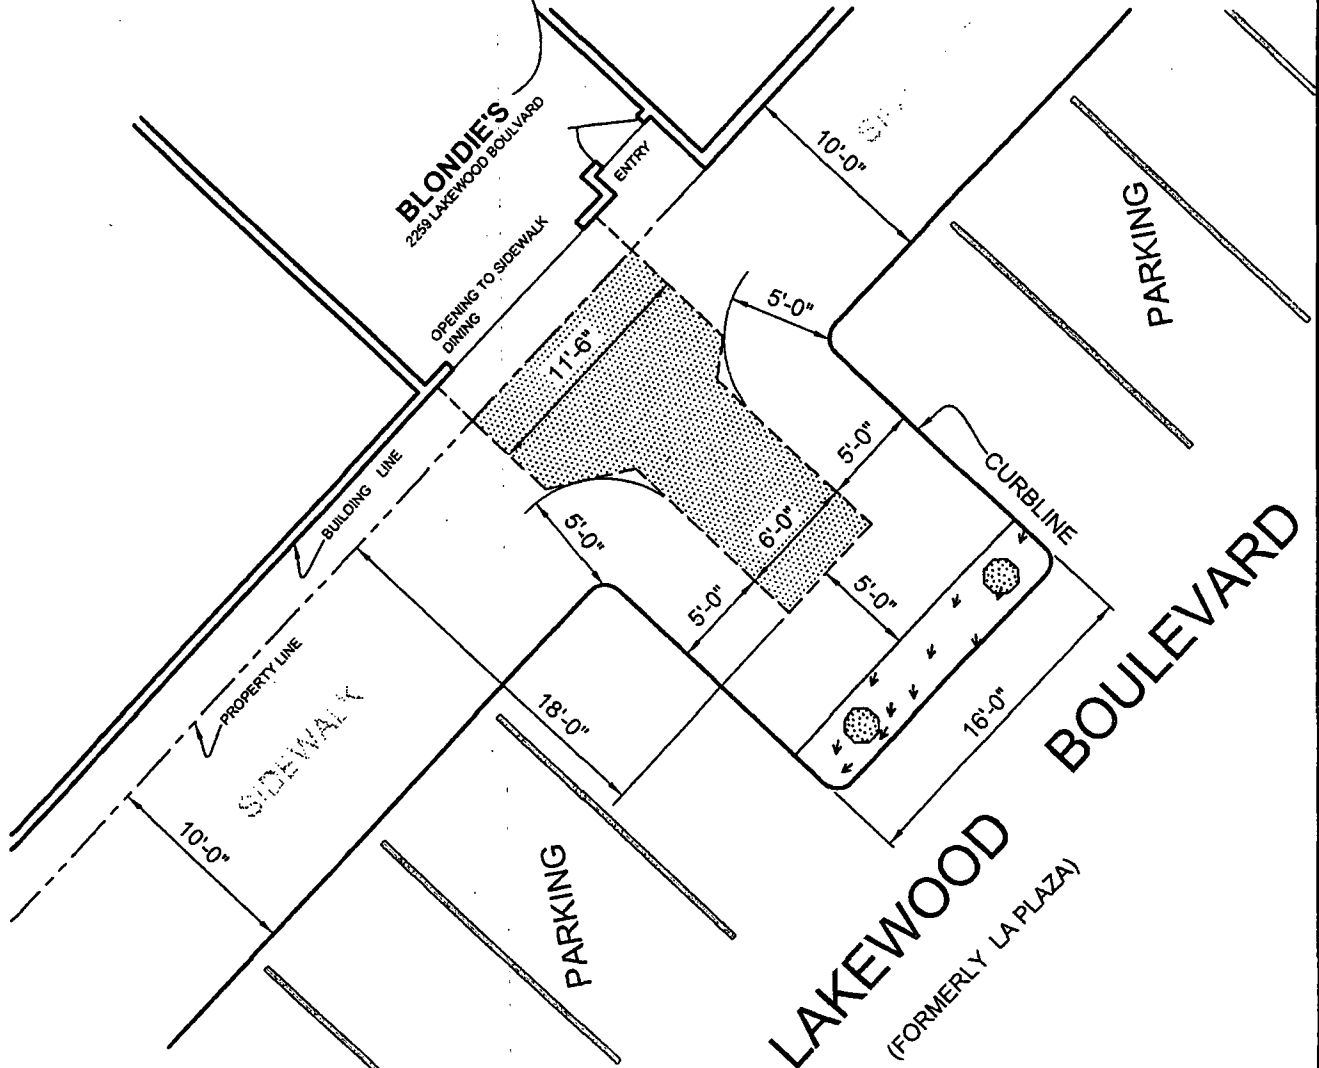 BLONDIE'S
2259 LAKEWOOD BOULVARD
ENTRY
OPENING TO SIDEWALK
DINING
10'-0"
PARKING
5'-0"
11'-6"
5'-0"
CURBLINE
6'-0"
5'-0"
5'-0"
5'-0"
BUILDING LINE
PROPERTY LINE
SIDEWALK
18'-0"
16'-0"
10'-0"
PARKING
LAKEWOOD BOULEVARD
(FORMERLY LA PLAZA)